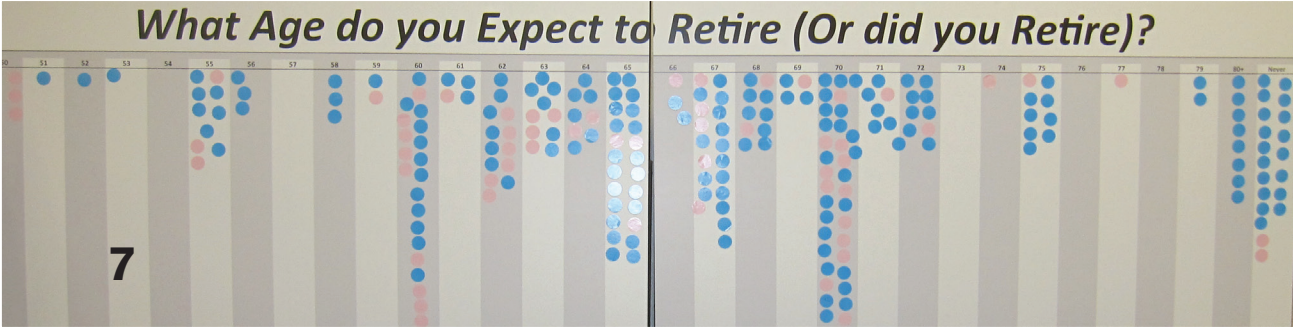 What Age do you Expect to Retire (Or did you Retire)?
50 51 52 53 54 55 56 57 58 59 60 61 62 63 64 65 66 67 68 69 70 71 72 73 74 75 76 77 78 79 80+ Never
7